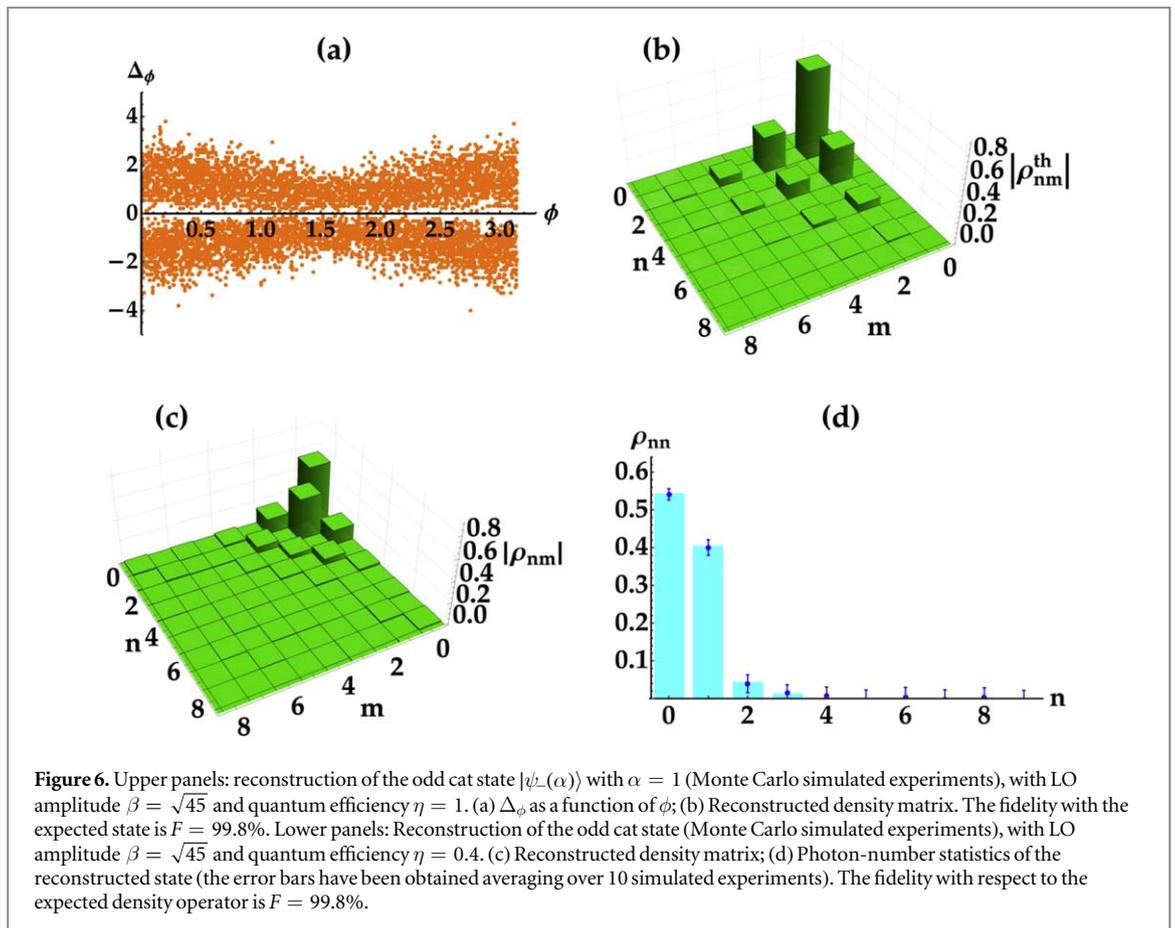 (a)
Δϕ
4
2
0
−2
−4
0.5 1.0 1.5 2.0 2.5 3.0
ϕ
(b)
0.8
0.6
0.4
0.2
0.0
|ρ^th_nm|
0
2
n 4
6
8
8 6 4 2 0
m
(c)
0.8
0.6
0.4
0.2
0.0
|ρnm|
0
2
n 4
6
8
8 6 4 2 0
m
(d)
ρnn
0.6
0.5
0.4
0.3
0.2
0.1
0 2 4 6 8
n
Figure 6. Upper panels: reconstruction of the odd cat state |ψ_−(α)⟩ with α = 1 (Monte Carlo simulated experiments), with LO
amplitude β = √45 and quantum efficiency η = 1. (a) Δϕ as a function of ϕ; (b) Reconstructed density matrix. The fidelity with the
expected state is F = 99.8%. Lower panels: Reconstruction of the odd cat state (Monte Carlo simulated experiments), with LO
amplitude β = √45 and quantum efficiency η = 0.4. (c) Reconstructed density matrix; (d) Photon-number statistics of the
reconstructed state (the error bars have been obtained averaging over 10 simulated experiments). The fidelity with respect to the
expected density operator is F = 99.8%.